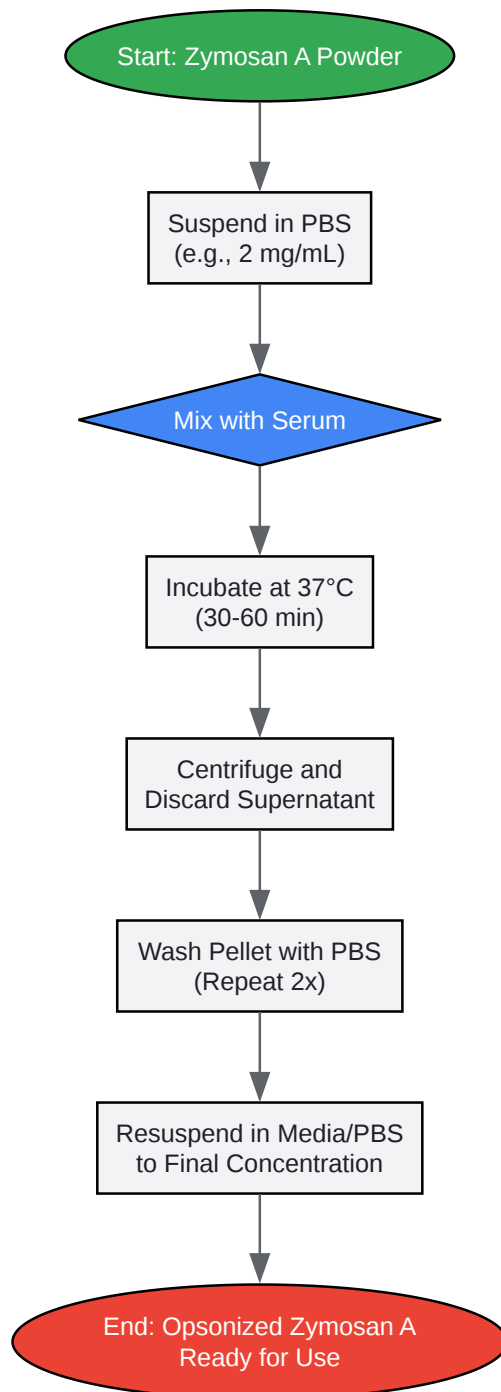 Start: Zymosan A Powder
Suspend in PBS
(e.g., 2 mg/mL)
Mix with Serum
Incubate at 37°C
(30-60 min)
Centrifuge and
Discard Supernatant
Wash Pellet with PBS
(Repeat 2x)
Resuspend in Media/PBS
to Final Concentration
End: Opsonized Zymosan A
Ready for Use